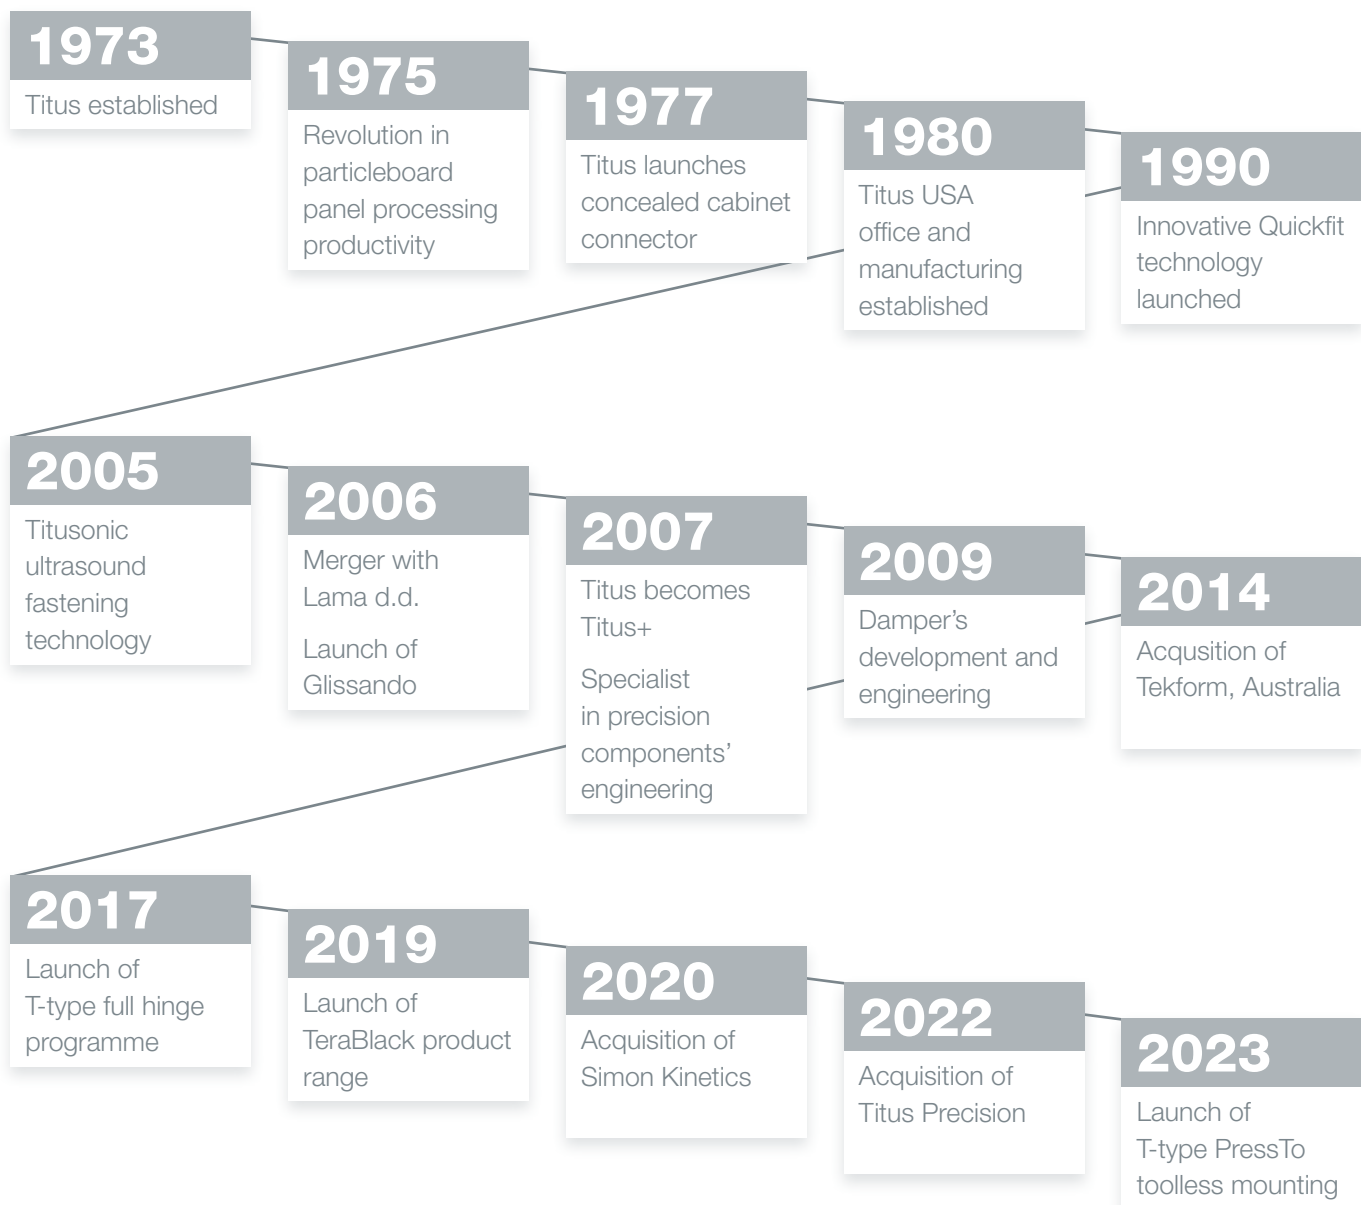 1973
Titus established
1975
Revolution in
particleboard
panel processing
productivity
1977
Titus launches
concealed cabinet
connector
1980
Titus USA
office and
manufacturing
established
1990
Innovative Quickfit
technology
launched
2005
Titusonic
ultrasound
fastening
technology
2006
Merger with
Lama d.d.
Launch of
Glissando
2007
Titus becomes
Titus+
Specialist
in precision
components’
engineering
2009
Damper’s
development and
engineering
2014
Acqusition of
Tekform, Australia
2017
Launch of
T-type full hinge
programme
2019
Launch of
TeraBlack product
range
2020
Acquisition of
Simon Kinetics
2022
Acquisition of
Titus Precision
2023
Launch of
T-type PressTo
toolless mounting